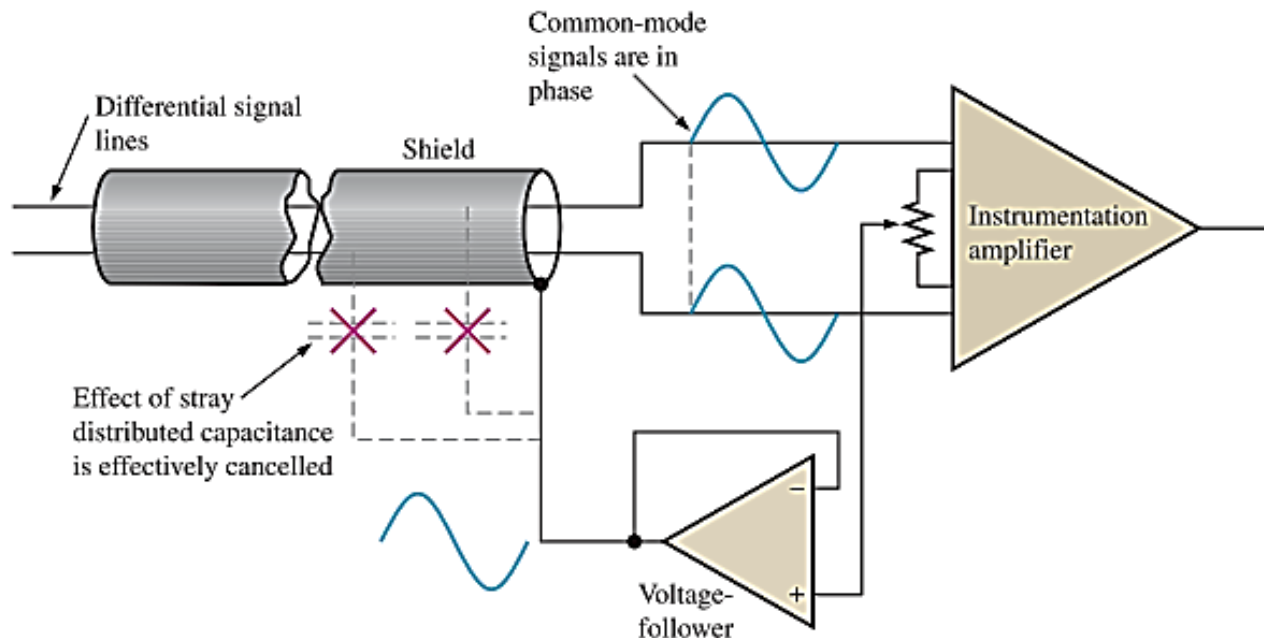 Common-mode
signals are in
phase
Differential signal
lines
Shield
Instrumentation
amplifier
Effect of stray
distributed capacitance
is effectively cancelled
−
+
Voltage-
follower